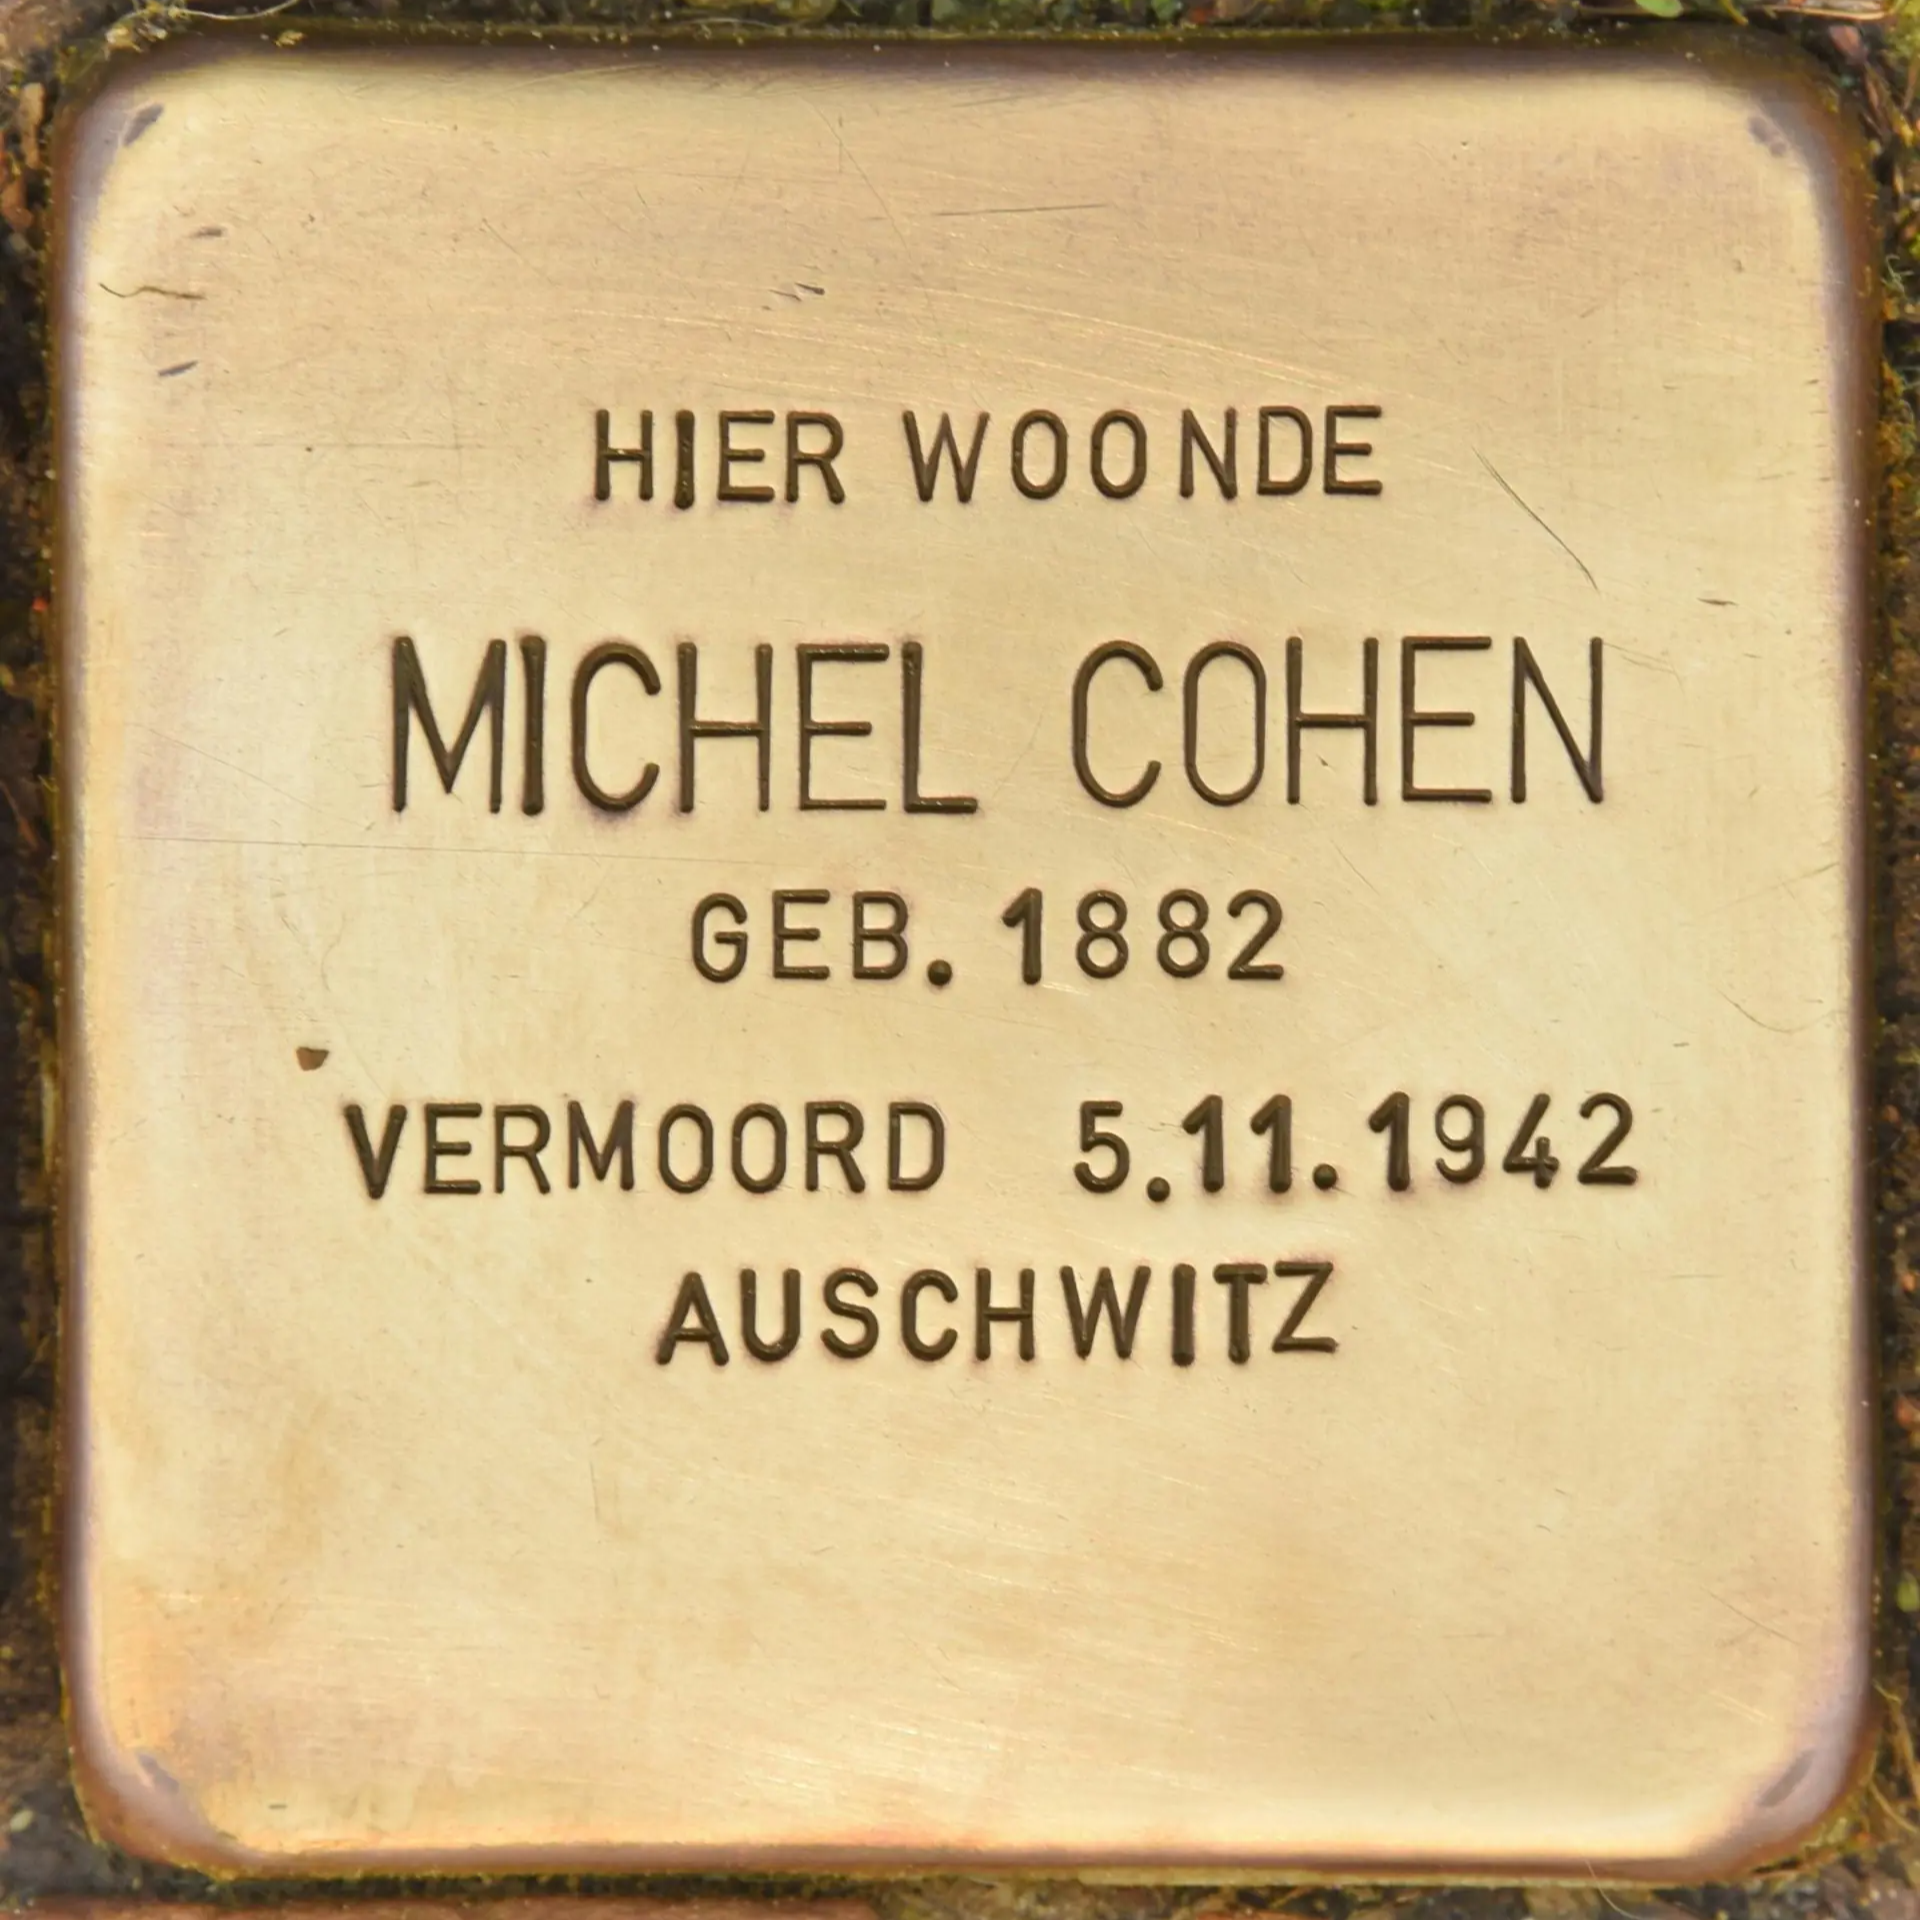 HIER WOONDE
MICHEL COHEN
GEB. 1882
VERMOORD 5.11.1942
AUSCHWITZ